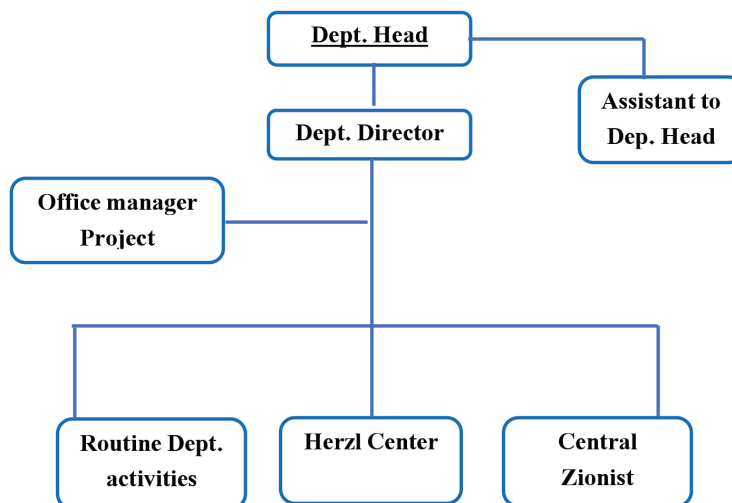 Dept. Head
Assistant to
Dep. Head
Dept. Director
Office manager
Project
Routine Dept.
activities
Herzl Center
Central
Zionist